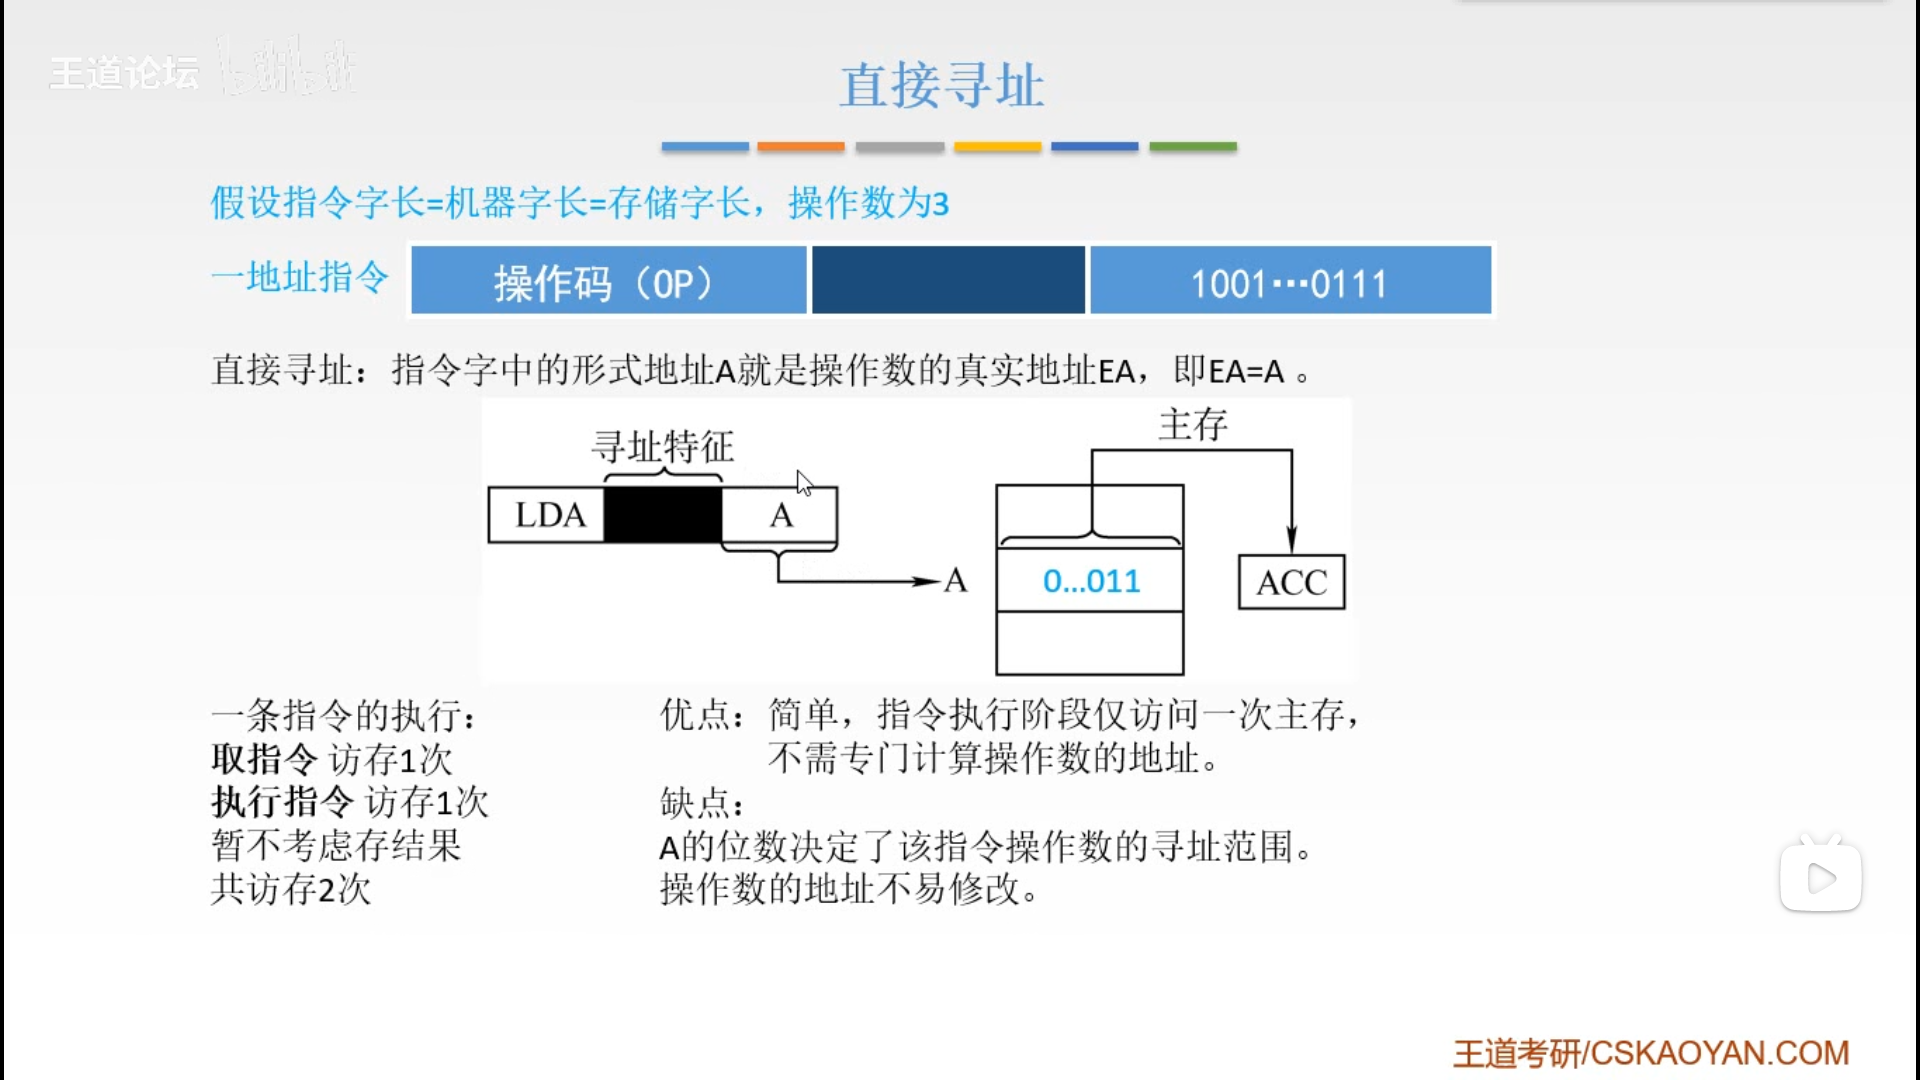 王道论坛 bilibili
直接寻址
假设指令字长=机器字长=存储字长，操作数为3
一地址指令 操作码（OP） 1001…0111
直接寻址：指令字中的形式地址A就是操作数的真实地址EA，即EA=A 。
主存
寻址特征
LDA A
A 0...011 ACC
一条指令的执行：
取指令 访存1次
执行指令 访存1次
暂不考虑存结果
共访存2次
优点：简单，指令执行阶段仅访问一次主存，
不需专门计算操作数的地址。
缺点：
A的位数决定了该指令操作数的寻址范围。
操作数的地址不易修改。
王道考研/CSKAOYAN.COM